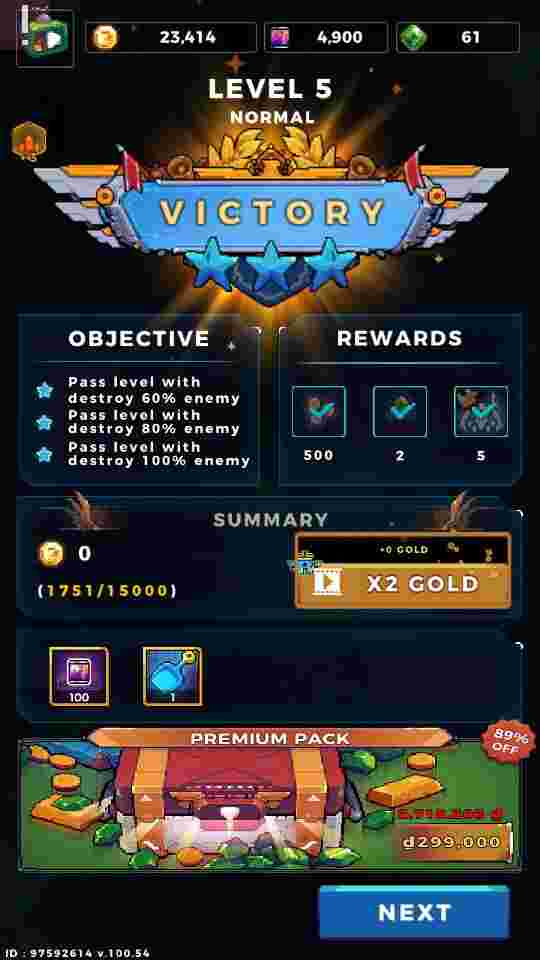 23,414
4,900
61
LEVEL 5
NORMAL
VICTORY
OBJECTIVE
REWARDS
Pass level with
destroy 60% enemy
Pass level with
destroy 80% enemy
Pass level with
destroy 100% enemy
500
2
5
SUMMARY
0
+0 GOLD
X2 GOLD
(1751/15000)
100
1
PREMIUM PACK
89%
OFF
đ299,000
NEXT
ID : 97592614 v.100.54